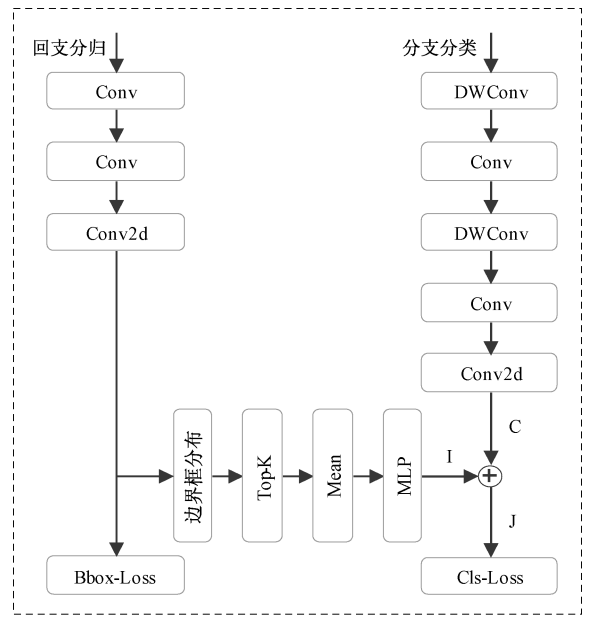 回支分归
Conv
Conv
Conv2d
分支分类
DWConv
Conv
DWConv
Conv
Conv2d
C
边界框分布
Top-K
Mean
MLP
I
J
Bbox-Loss
Cls-Loss